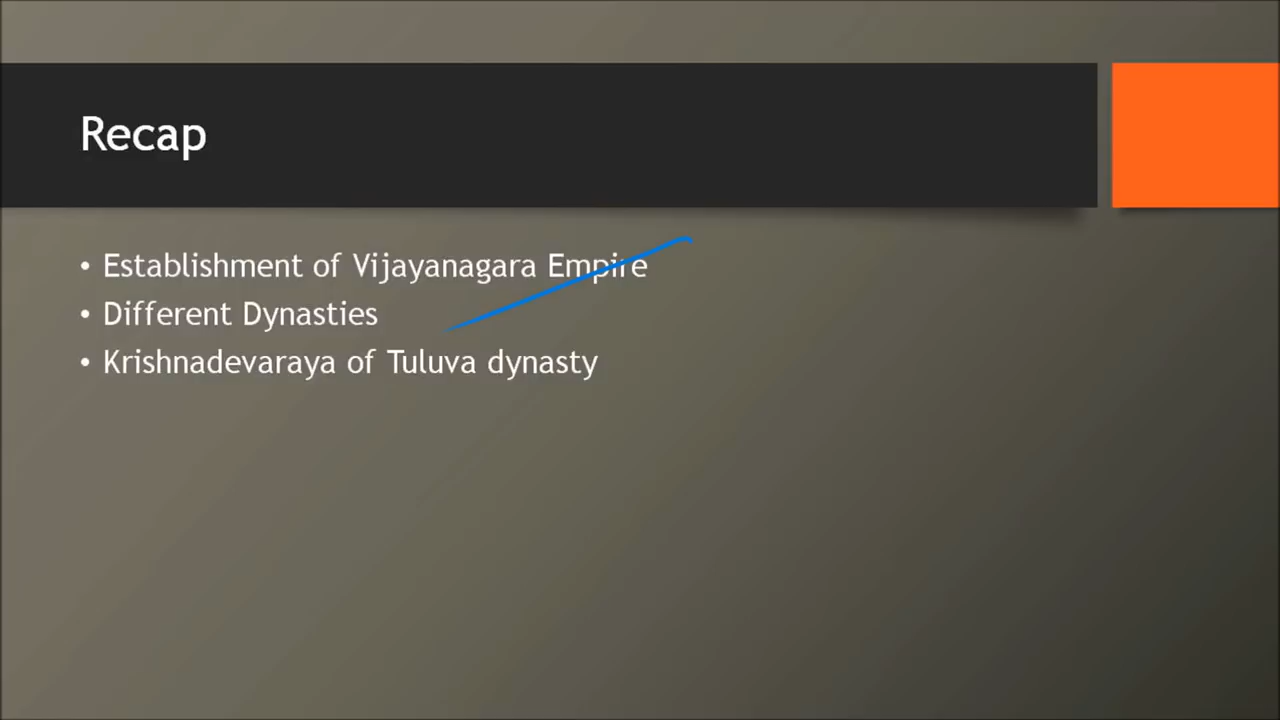 Recap
• Establishment of Vijayanagara Empire
• Different Dynasties
• Krishnadevaraya of Tuluva dynasty